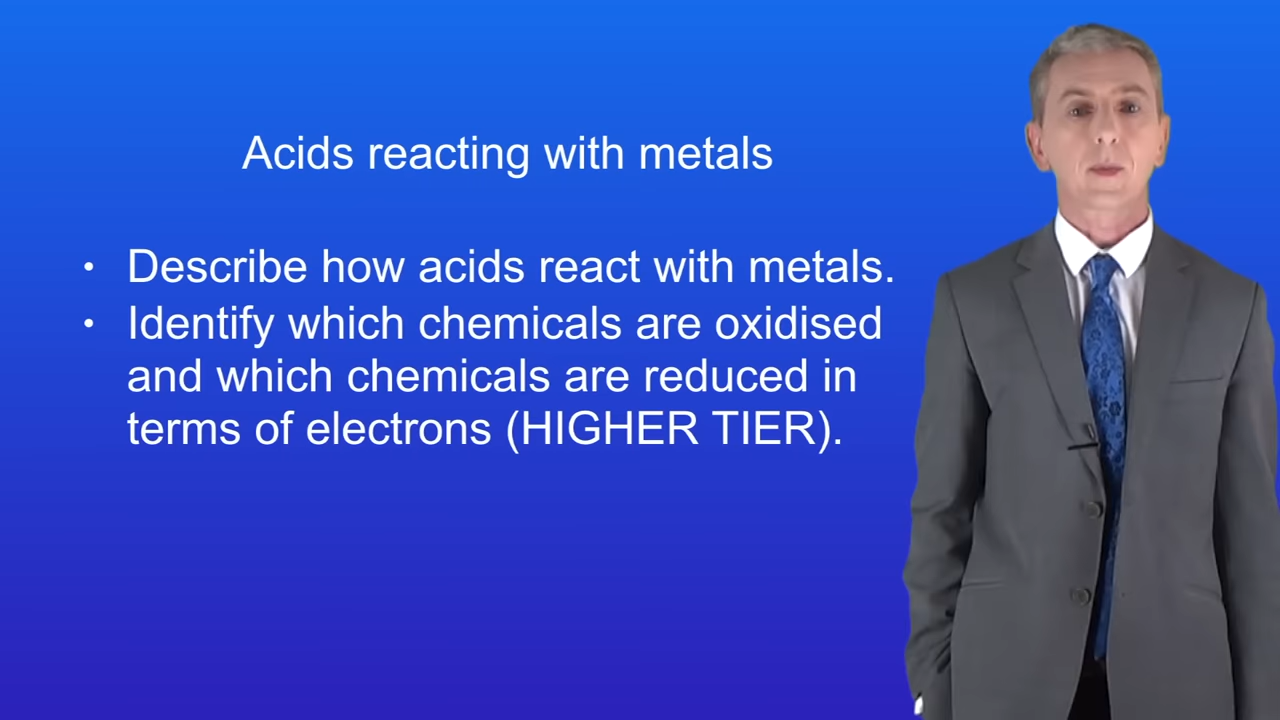 Acids reacting with metals
• Describe how acids react with metals.
• Identify which chemicals are oxidised
and which chemicals are reduced in
terms of electrons (HIGHER TIER).